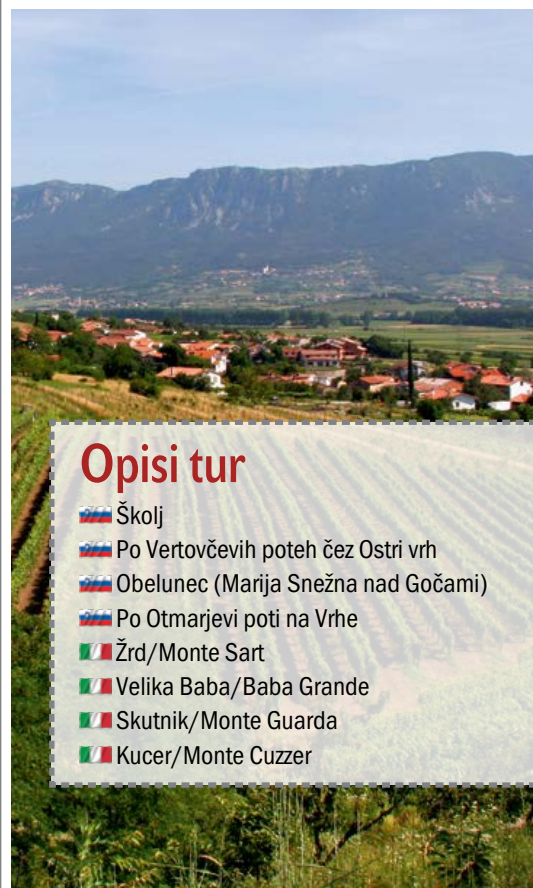 Opisi tur
Školj
Po Vertovčevih poteh čez Ostri vrh
Obelunec (Marija Snežna nad Gočami)
Po Otmarjevi poti na Vrhe
Žrd/Monte Sart
Velika Baba/Baba Grande
Skutnik/Monte Guarda
Kucer/Monte Cuzzer